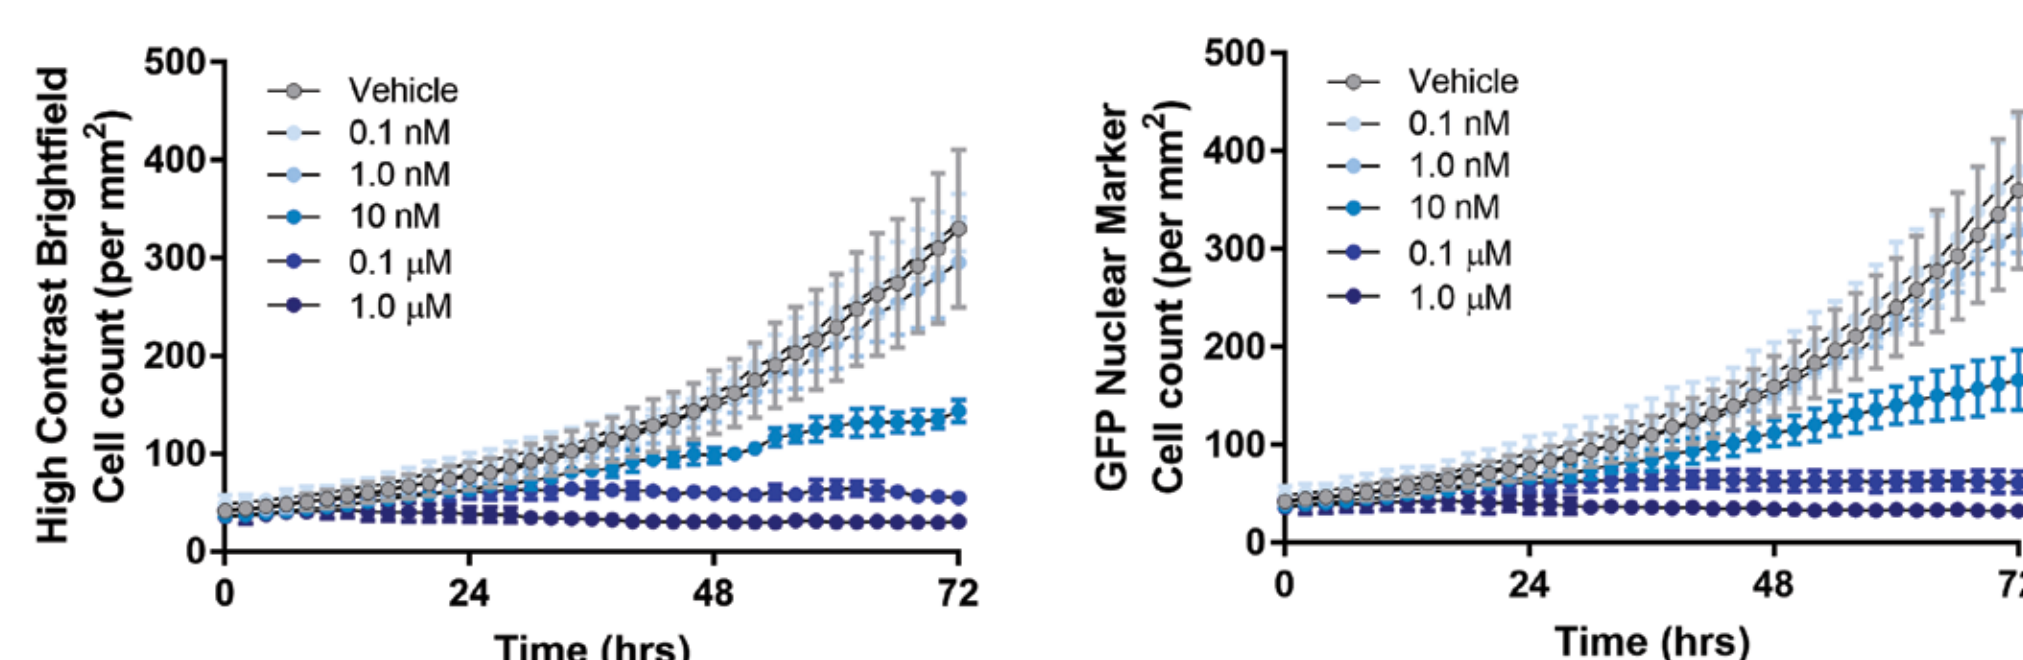 High Contrast Brightfield
Cell count (per mm²)
500
400
300
200
100
0
Vehicle
0.1 nM
1.0 nM
10 nM
0.1 μM
1.0 μM
0 24 48 72
Time (hrs)
GFP Nuclear Marker
Cell count (per mm²)
500
400
300
200
100
0
Vehicle
0.1 nM
1.0 nM
10 nM
0.1 μM
1.0 μM
0 24 48 72
Time (hrs)